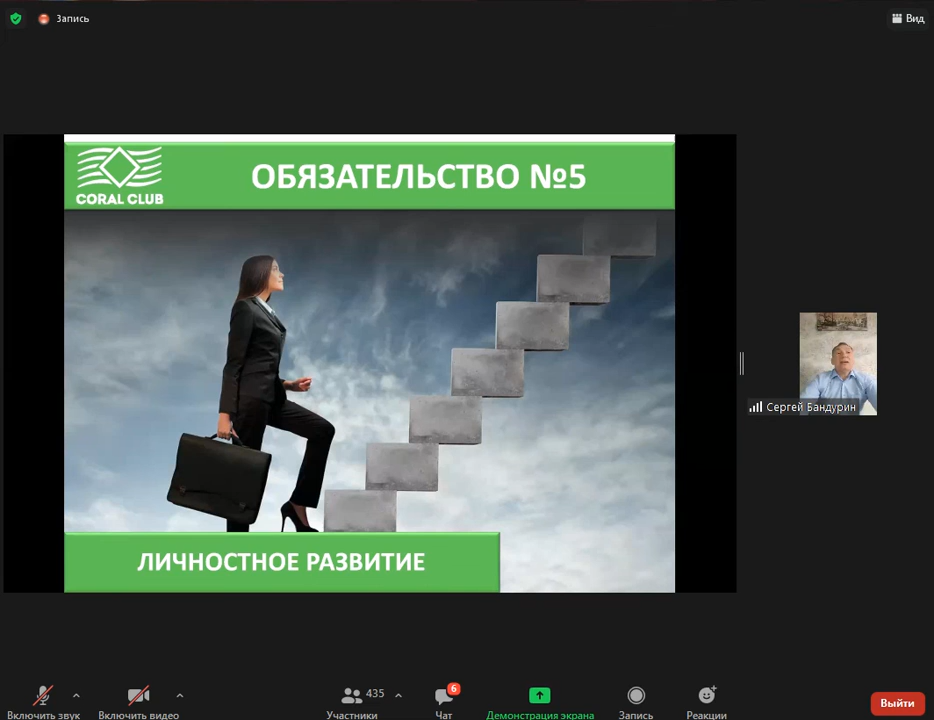 Запись
Вид
CORAL CLUB
ОБЯЗАТЕЛЬСТВО №5
Сергей Бандурин
ЛИЧНОСТНОЕ РАЗВИТИЕ
Включить звук
Включить видео
435
Участники
6
Чат
Демонстрация экрана
Запись
Реакции
Выйти